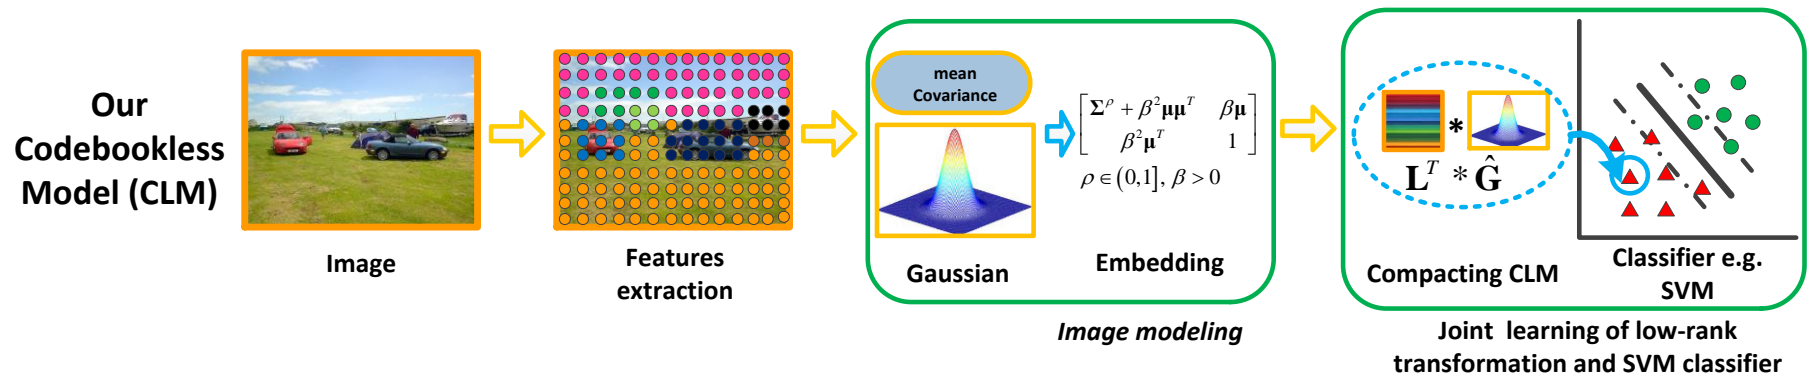 Our
Codebookless
Model (CLM)
Image
Features
extraction
mean
Covariance
Gaussian
[Σ^ρ + β²μμ^T βμ
β²μ^T 1]
ρ ∈ (0,1], β > 0
Embedding
Image modeling
*
L^T * Ĝ
Compacting CLM
Classifier e.g.
SVM
Joint learning of low-rank
transformation and SVM classifier